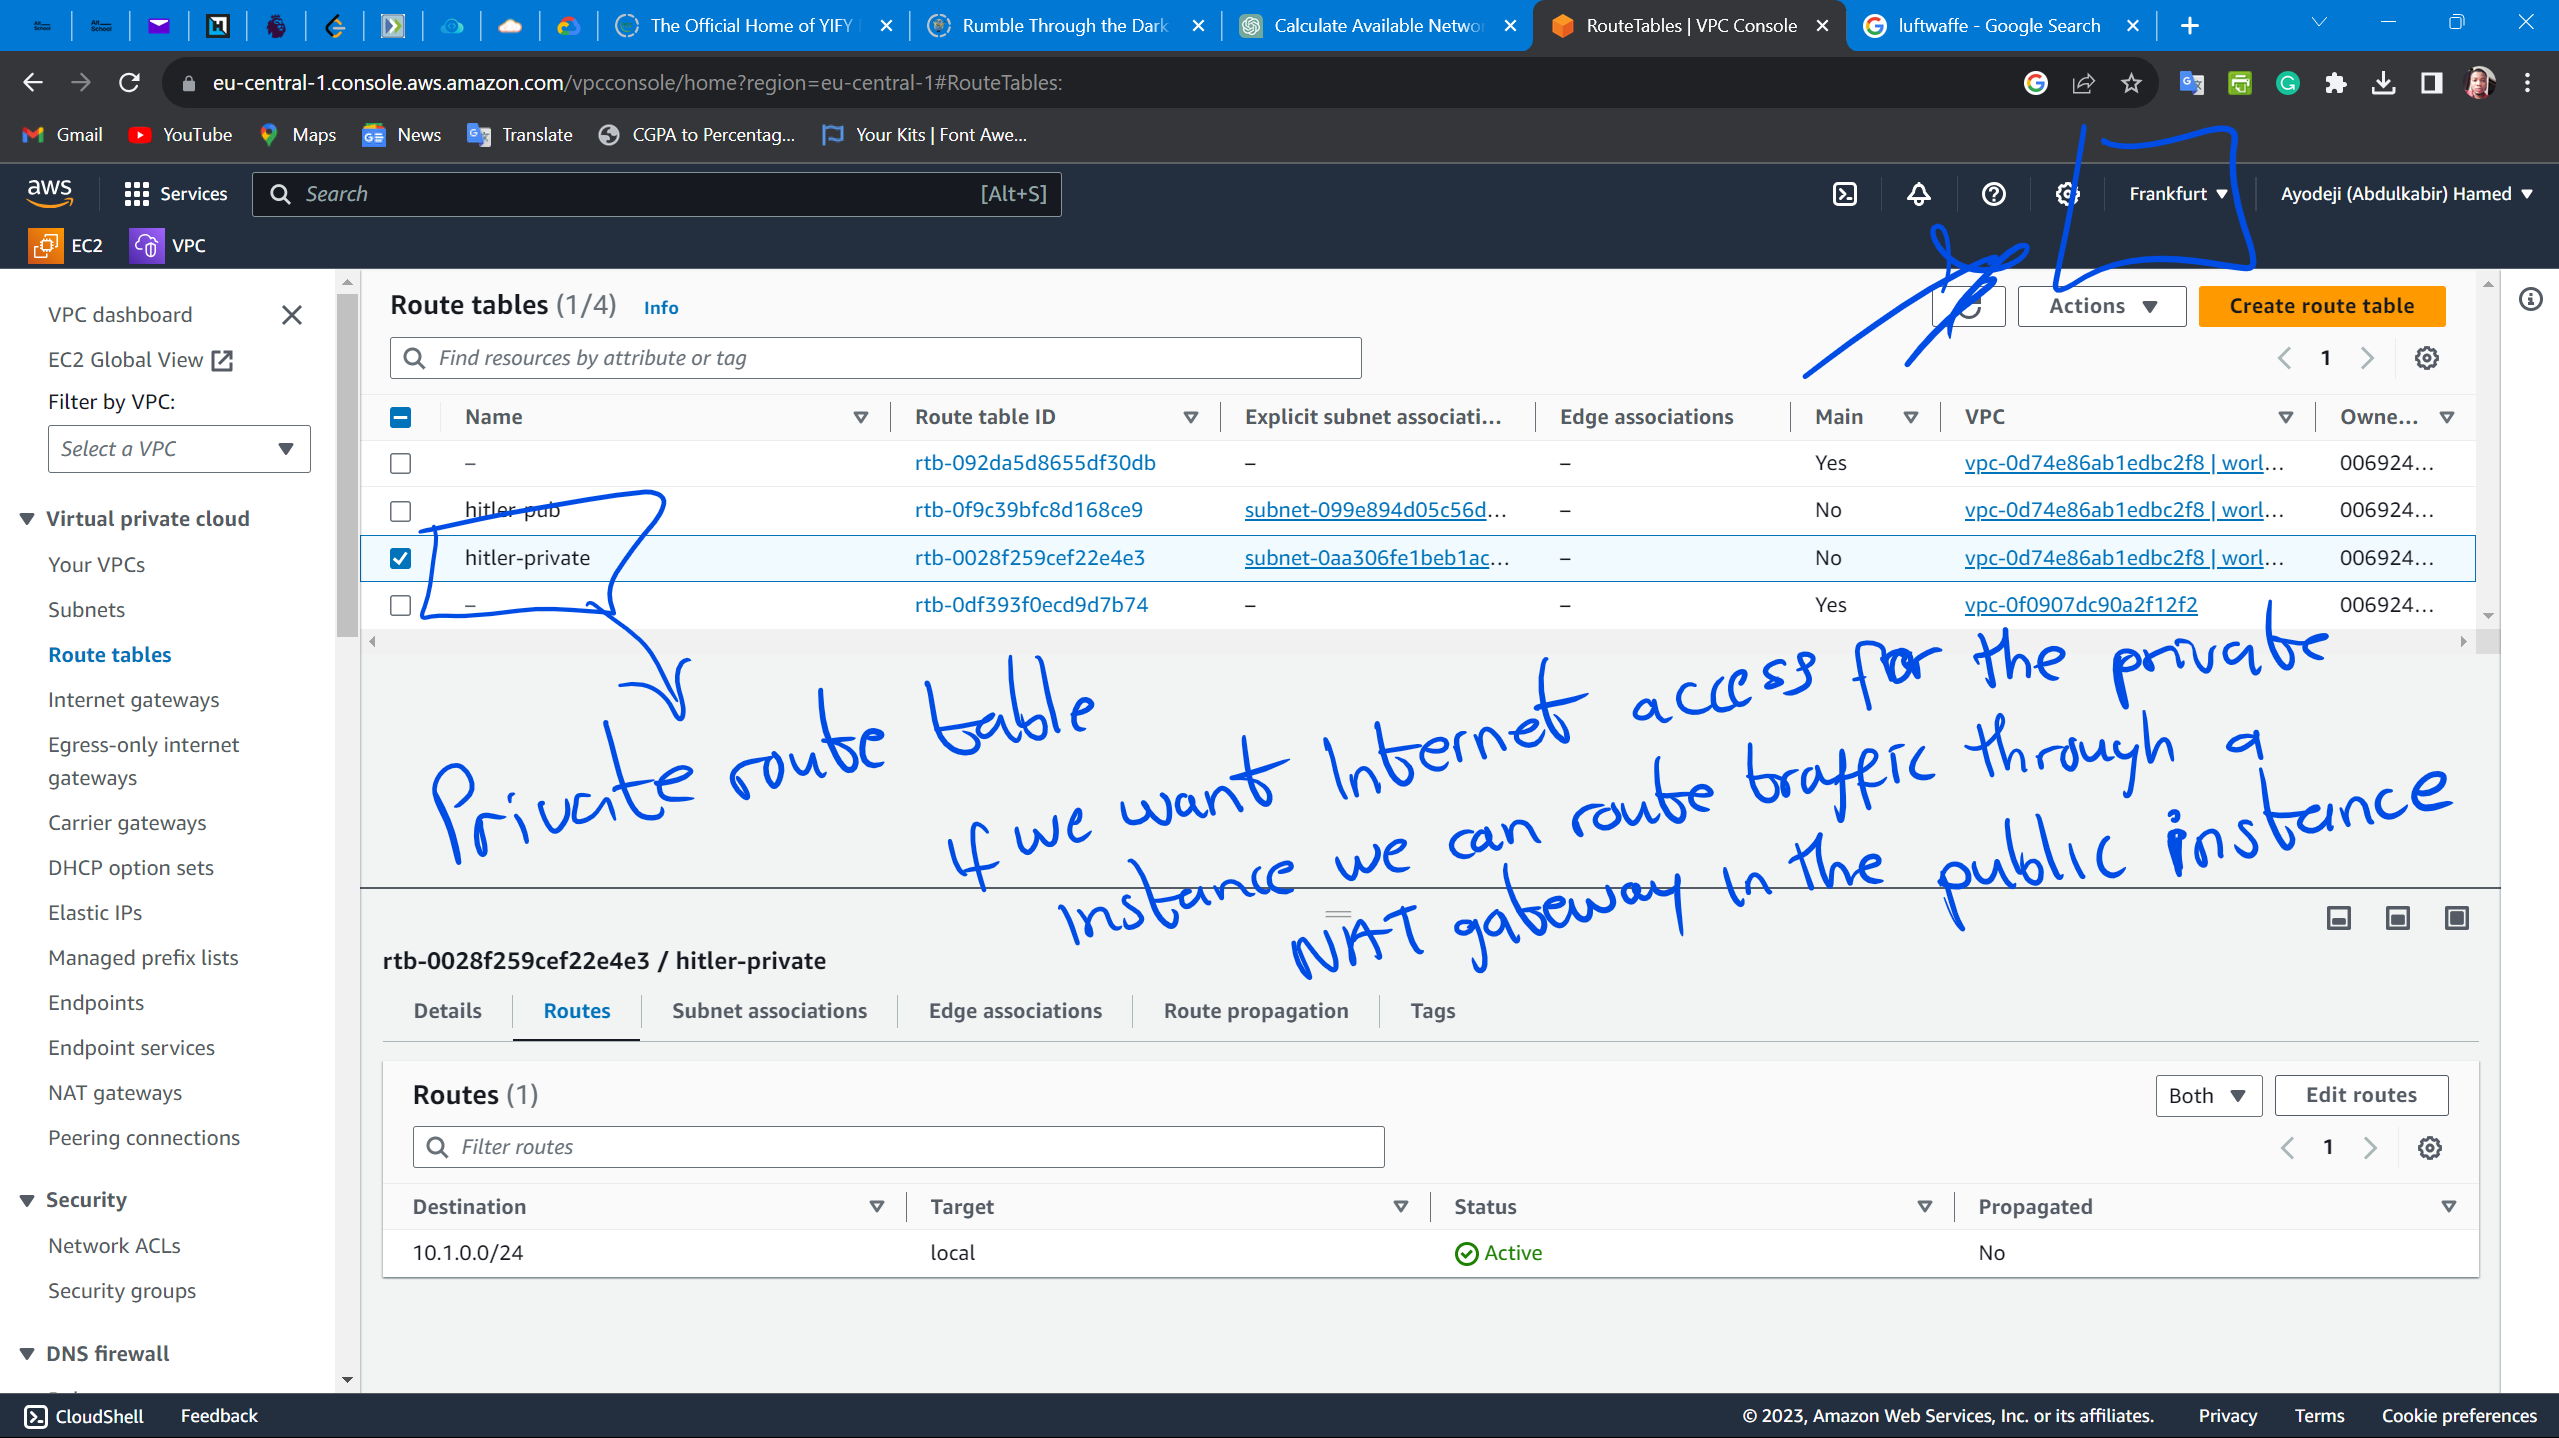 The Official Home of YIFY
Rumble Through the Dark
Calculate Available Networ
RouteTables | VPC Console
luftwaffe - Google Search
eu-central-1.console.aws.amazon.com/vpcconsole/home?region=eu-central-1#RouteTables:
Gmail YouTube Maps News Translate CGPA to Percentag... Your Kits | Font Awe...
aws Services Search [Alt+S] Frankfurt Ayodeji (Abdulkabir) Hamed
EC2 VPC
VPC dashboard
EC2 Global View
Filter by VPC:
Select a VPC
Virtual private cloud
Your VPCs
Subnets
Route tables
Internet gateways
Egress-only internet
gateways
Carrier gateways
DHCP option sets
Elastic IPs
Managed prefix lists
Endpoints
Endpoint services
NAT gateways
Peering connections
Security
Network ACLs
Security groups
DNS firewall
Route tables (1/4) Info
Actions Create route table
Find resources by attribute or tag
1
Name Route table ID Explicit subnet associati... Edge associations Main VPC Owne...
– rtb-092da5d8655df30db – – Yes vpc-0d74e86ab1edbc2f8 | worl... 006924...
hitler-pub rtb-0f9c39bfc8d168ce9 subnet-099e894d05c56d... – No vpc-0d74e86ab1edbc2f8 | worl... 006924...
hitler-private rtb-0028f259cef22e4e3 subnet-0aa306fe1beb1ac... – No vpc-0d74e86ab1edbc2f8 | worl... 006924...
– rtb-0df393f0ecd9d7b74 – – Yes vpc-0f0907dc90a2f12f2 006924...
Private route table
If we want Internet access for the private
Instance we can route traffic through a
NAT gateway in the public instance
rtb-0028f259cef22e4e3 / hitler-private
Details Routes Subnet associations Edge associations Route propagation Tags
Routes (1)
Both Edit routes
Filter routes
1
Destination Target Status Propagated
10.1.0.0/24 local Active No
CloudShell Feedback © 2023, Amazon Web Services, Inc. or its affiliates. Privacy Terms Cookie preferences